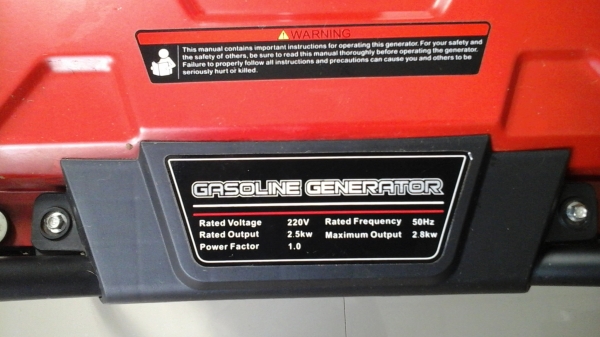 WARNING
This manual contains important instructions for operating this generator. For your safety and
the safety of others, be sure to read this manual thoroughly before operating the generator.
Failure to properly follow all instructions and precautions can cause you and others to be
seriously hurt or killed.
GASOLINE GENERATOR
Rated Voltage 220V Rated Frequency 50Hz
Rated Output 2.5kw Maximum Output 2.8kw
Power Factor 1.0